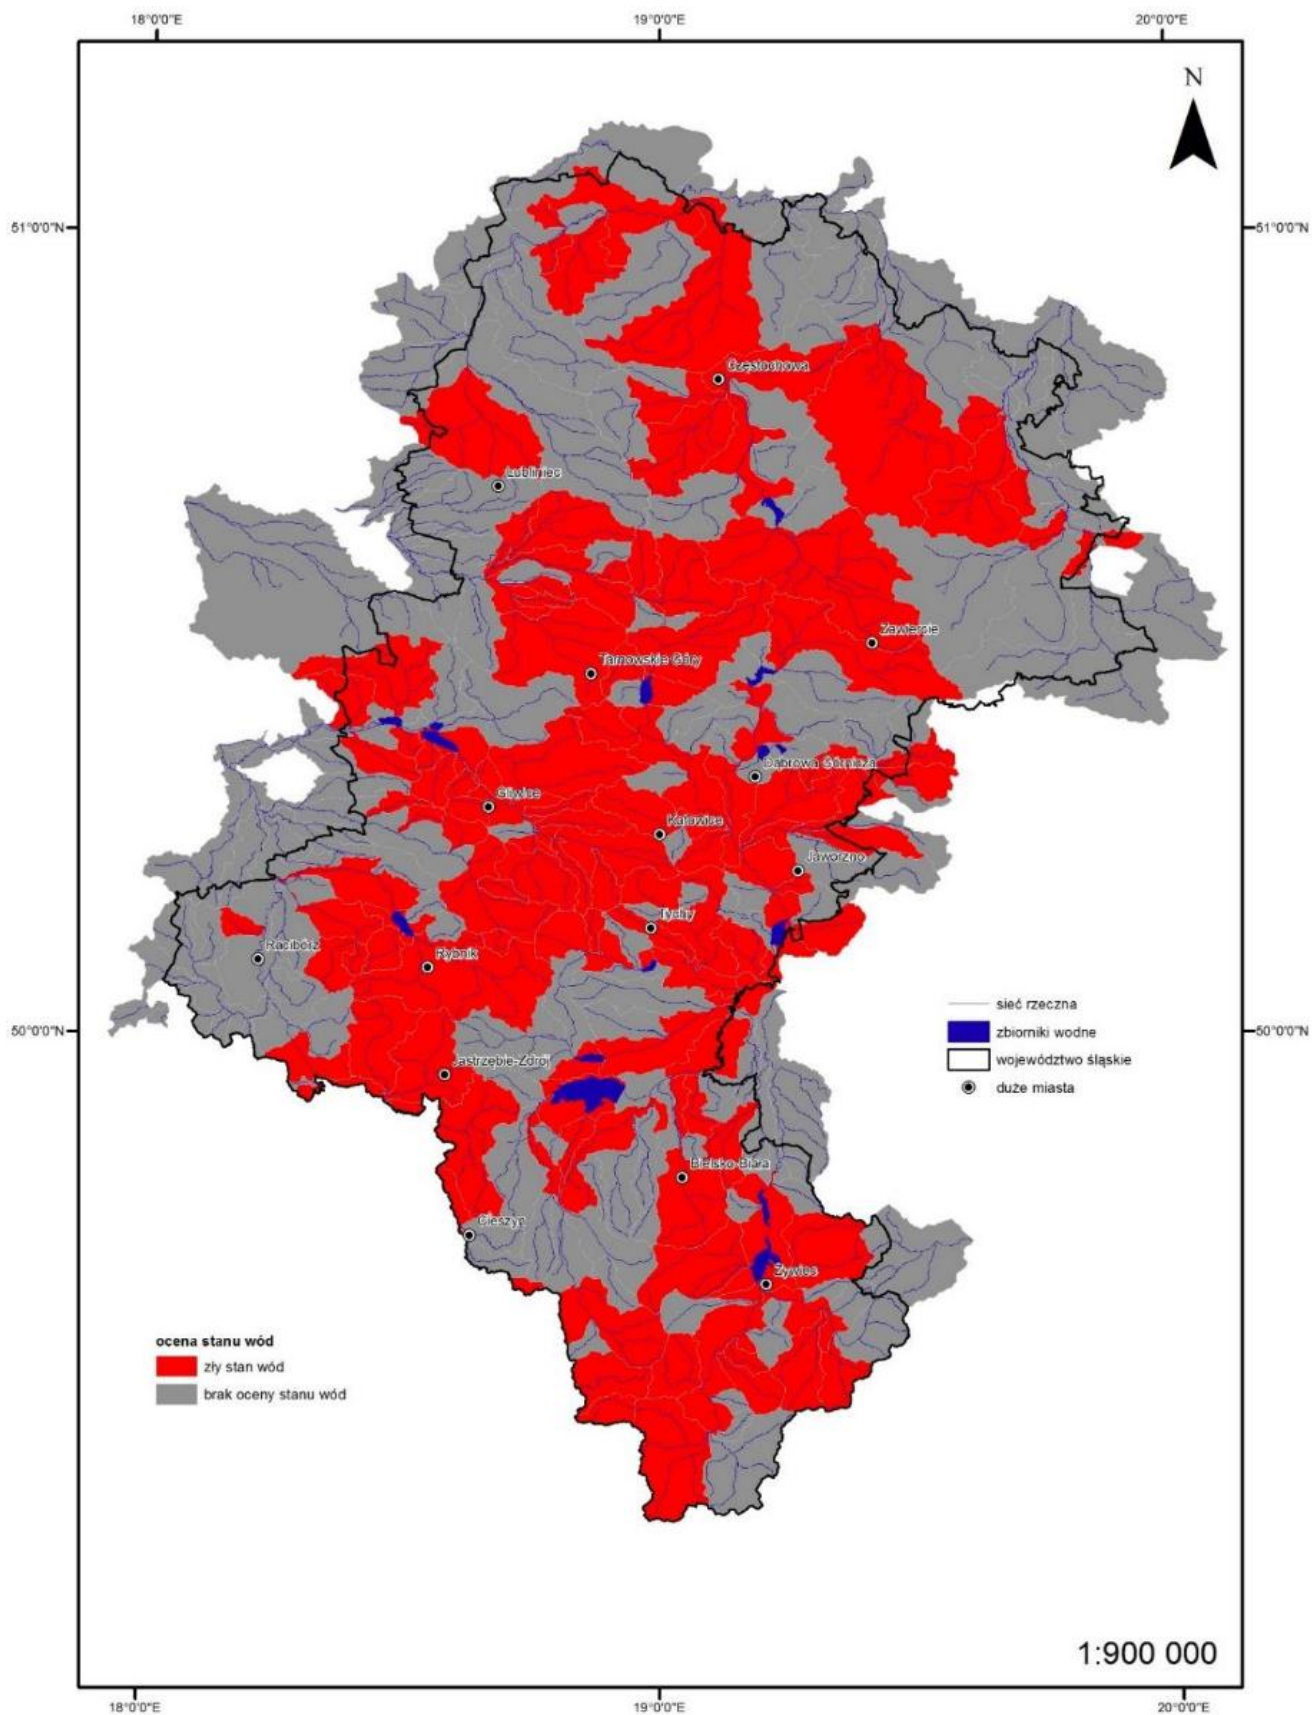 18°0'0"E 19°0'0"E 20°0'0"E
N
51°0'0"N 51°0'0"N
Częstochowa
Lubliniec
Zawiercie
Tarnowskie Góry
Dąbrowa Górnicza
Gliwice
Katowice
Jaworzno
Tychy
Racibórz
Rybnik
50°0'0"N 50°0'0"N
sieć rzeczna
zbiorniki wodne
województwo śląskie
duże miasta
Jastrzębie-Zdrój
Bielsko-Biała
Cieszyn
Żywiec
ocena stanu wód
zły stan wód
brak oceny stanu wód
1:900 000
18°0'0"E 19°0'0"E 20°0'0"E